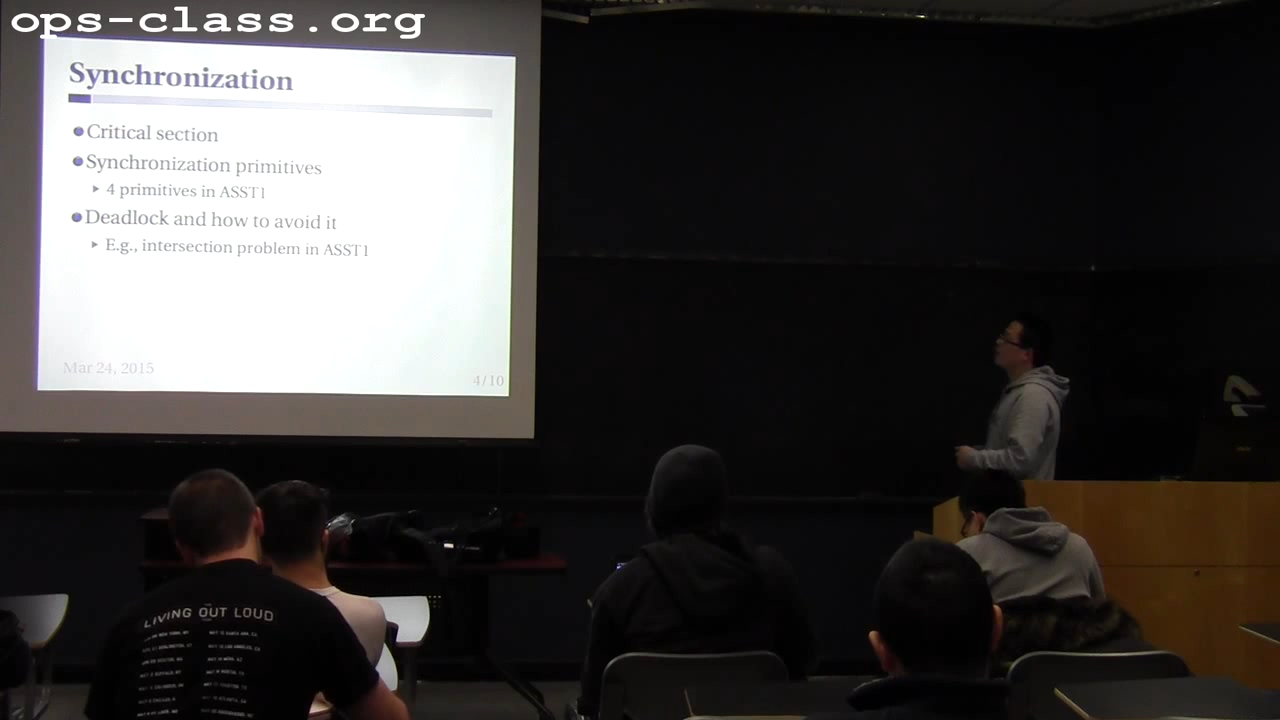 ops-class.org
Synchronization
Critical section
Synchronization primitives
4 primitives in ASST1
Deadlock and how to avoid it
E.g., intersection problem in ASST1
Mar 24, 2015
4/10
LIVING OUT LOUD